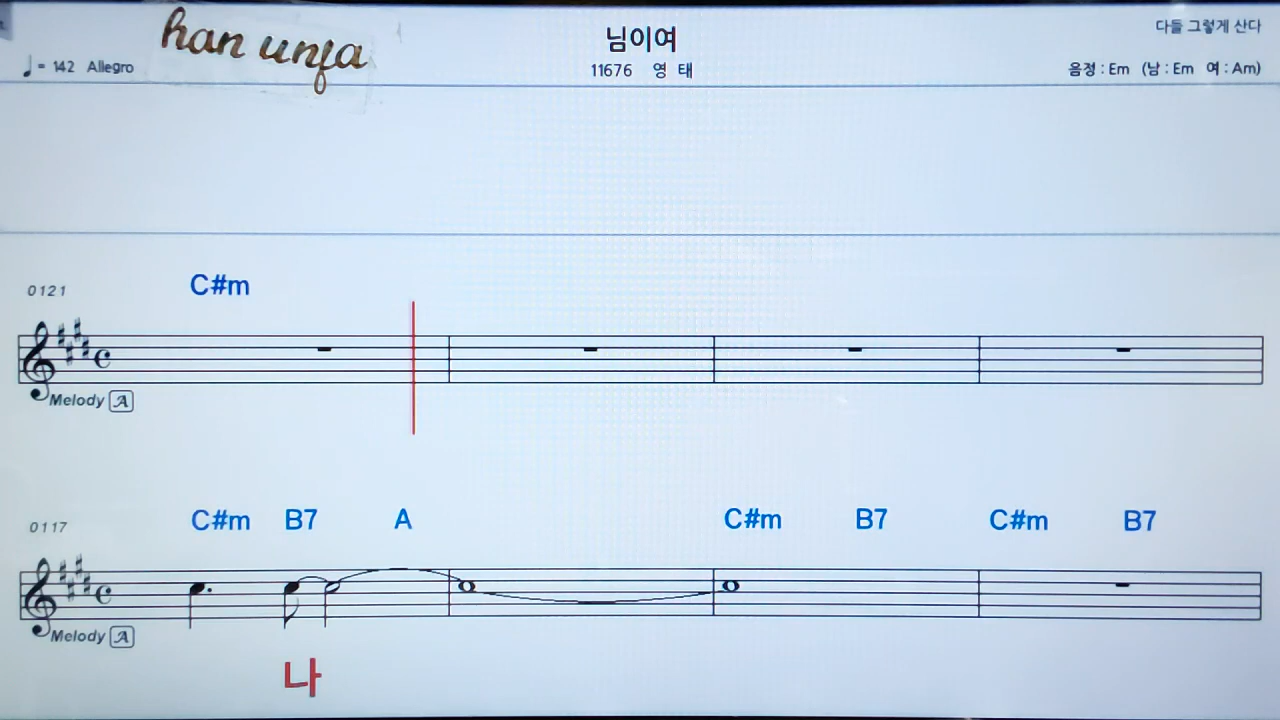 han unfa
님이여
다들 그렇게 산다
♩ = 142 Allegro
11676 영 태
음정 : Em (남 : Em 여 : Am)
0121 C#m
Melody A
0117 C#m B7 A C#m B7 C#m B7
Melody A
나